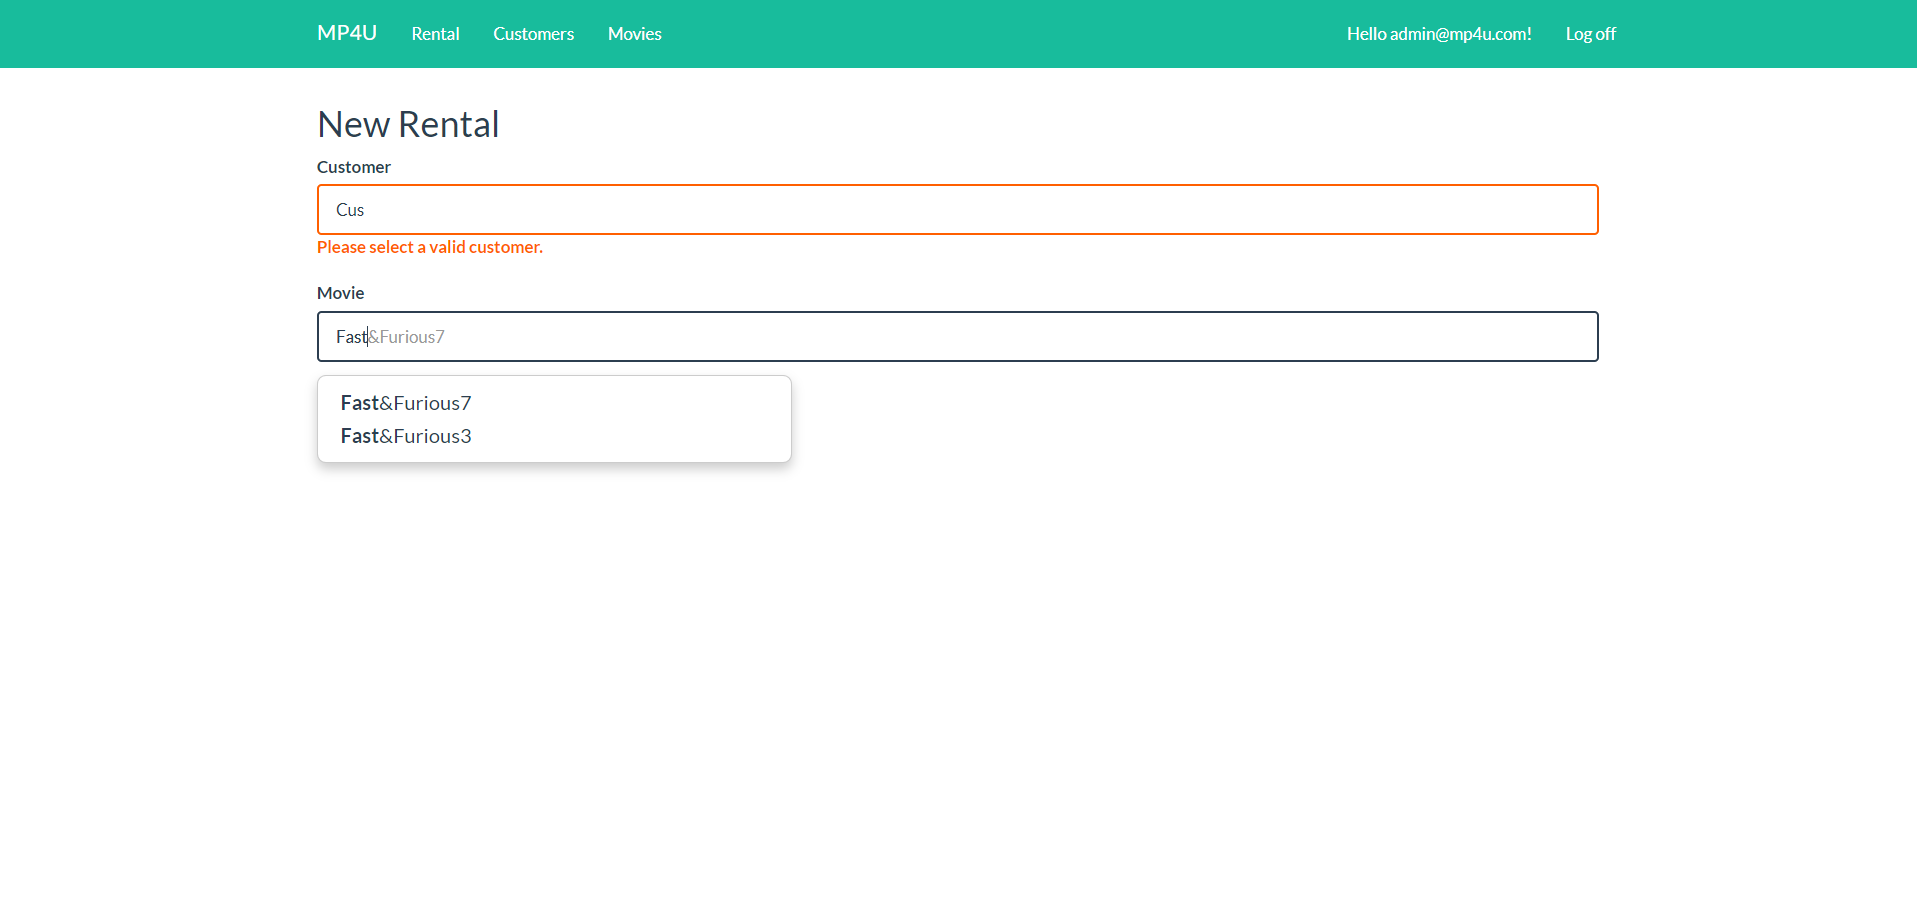 MP4U Rental Customers Movies Hello admin@mp4u.com! Log off
New Rental
Customer
Cus
Please select a valid customer.
Movie
Fast&Furious7
Fast&Furious7
Fast&Furious3